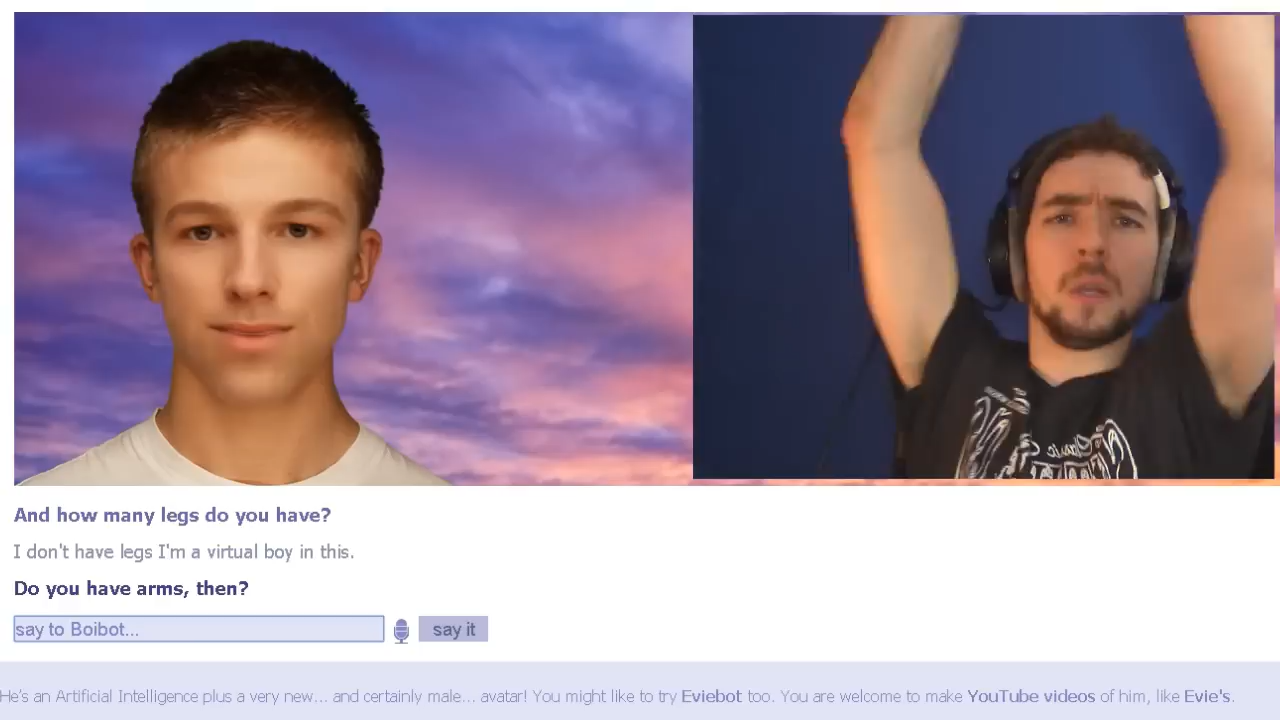 And how many legs do you have?
I don't have legs I'm a virtual boy in this.
Do you have arms, then?
say to Boibot...
say it
He's an Artificial Intelligence plus a very new... and certainly male... avatar! You might like to try Eviebot too. You are welcome to make YouTube videos of him, like Evie's.